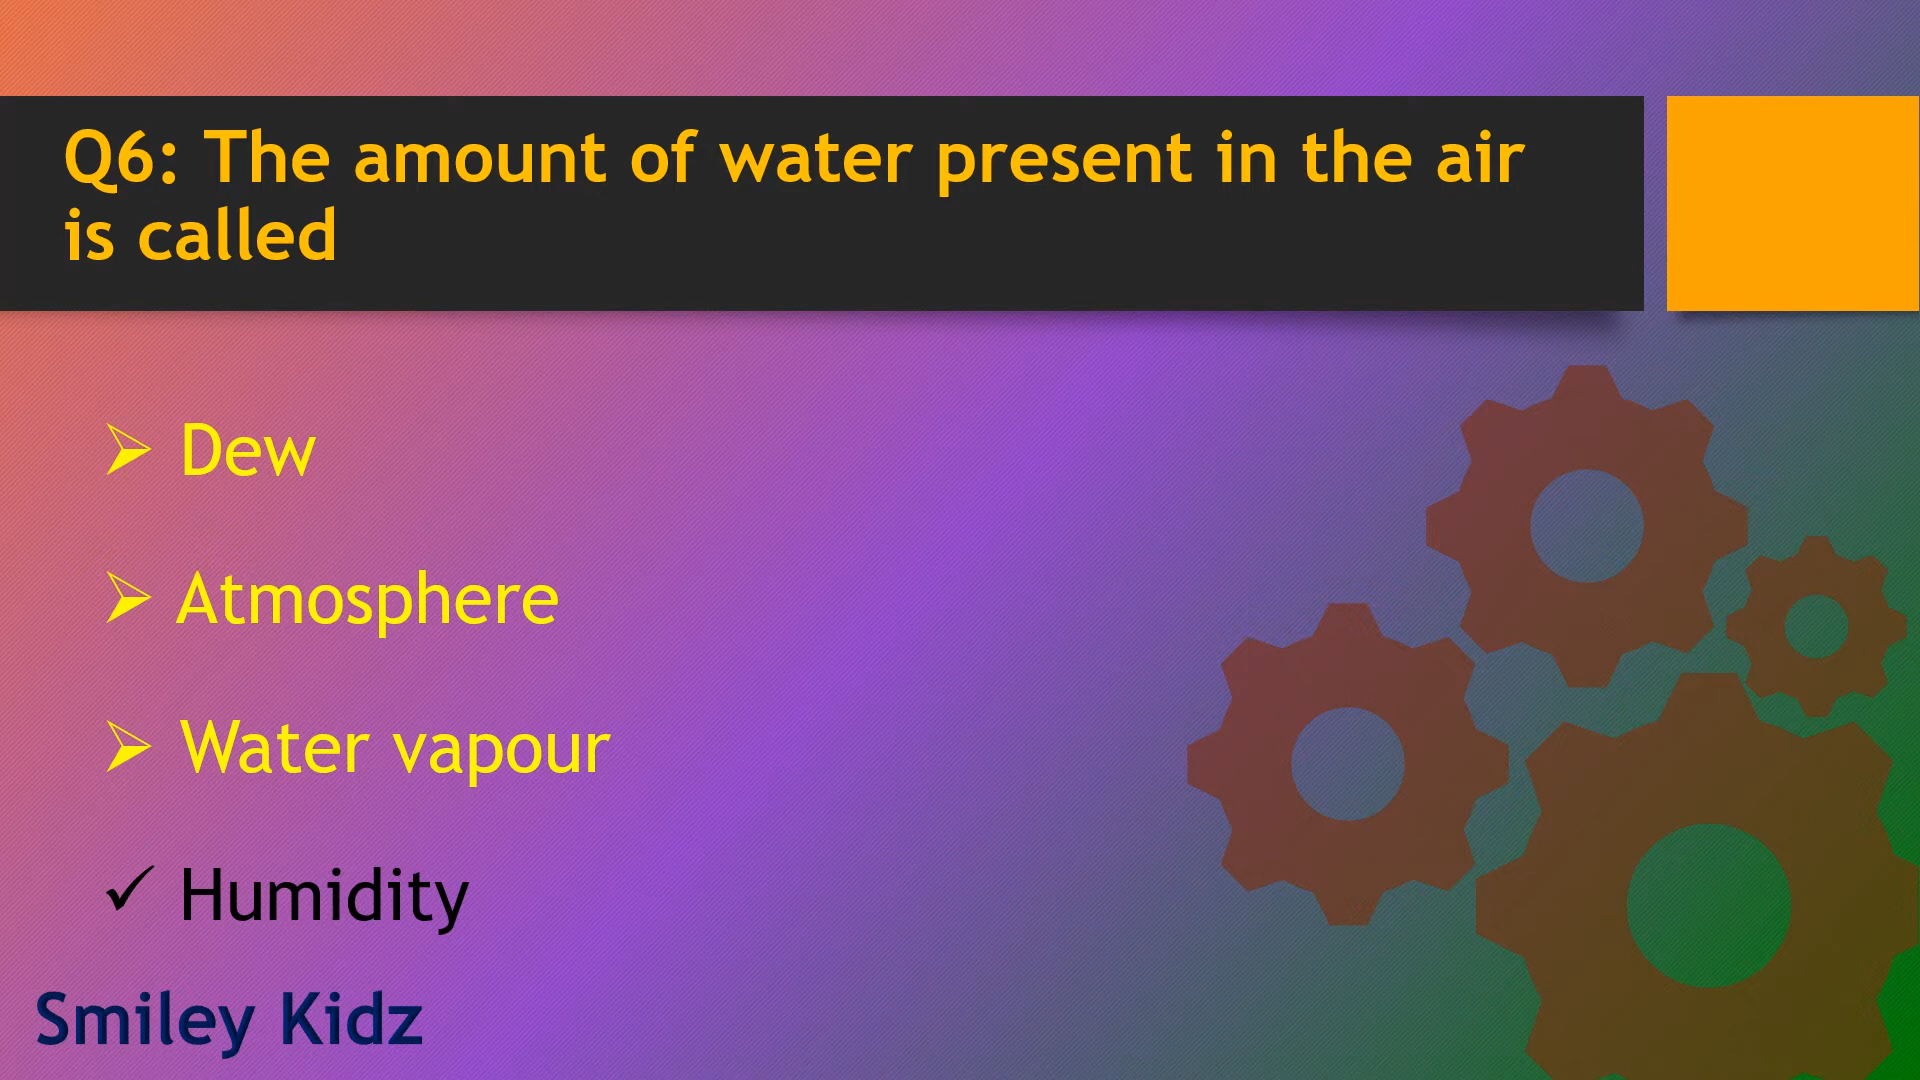 Q6: The amount of water present in the air
is called
Dew
Atmosphere
Water vapour
Humidity
Smiley Kidz